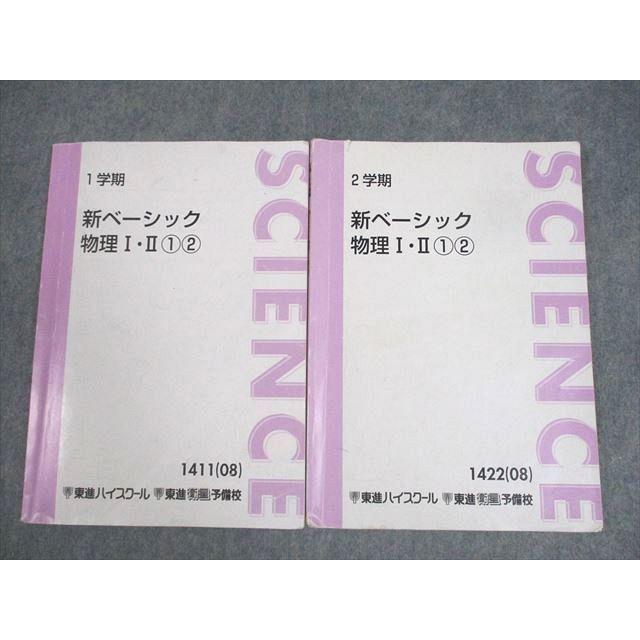 1学期
新ベーシック
物理Ⅰ・Ⅱ①②
SCIENCE
1411(08)
東進ハイスクール 東進衛星予備校
2学期
新ベーシック
物理Ⅰ・Ⅱ①②
SCIENCE
1422(08)
東進ハイスクール 東進衛星予備校